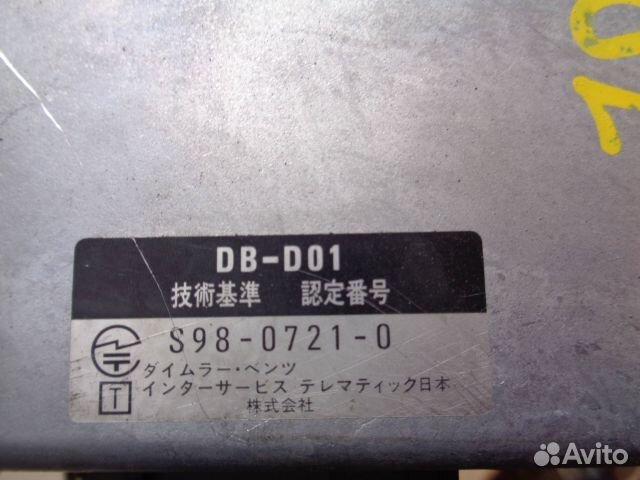 OL
DB-D01
技術基準 認定番号
S98-0721-0
ダイムラー・ベンツ
T インターサービス テレマティック日本
株式会社
Avito